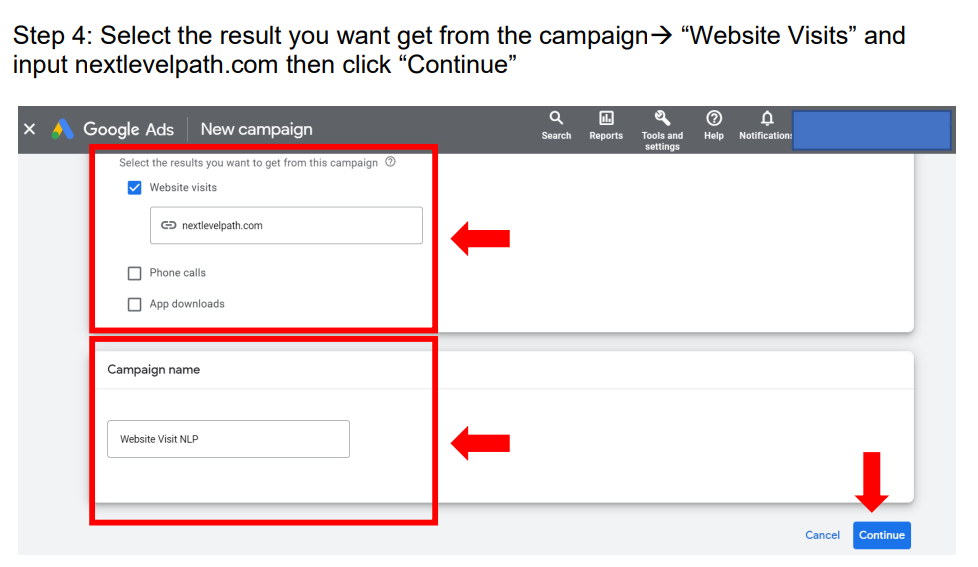 Step 4: Select the result you want get from the campaign→ “Website Visits” and
input nextlevelpath.com then click “Continue”
Google Ads New campaign
Search Reports Tools and settings Help Notifications
Select the results you want to get from this campaign
Website visits
nextlevelpath.com
Phone calls
App downloads
Campaign name
Website Visit NLP
Cancel Continue